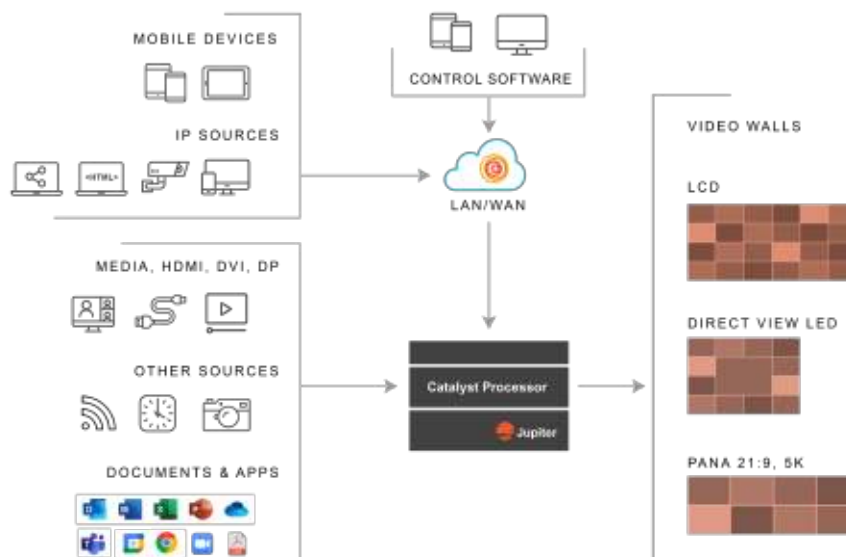 MOBILE DEVICES
IP SOURCES
<HTML>
CONTROL SOFTWARE
LAN/WAN
MEDIA, HDMI, DVI, DP
OTHER SOURCES
DOCUMENTS & APPS
Catalyst Processor
Jupiter
VIDEO WALLS
LCD
DIRECT VIEW LED
PANA 21:9, 5K